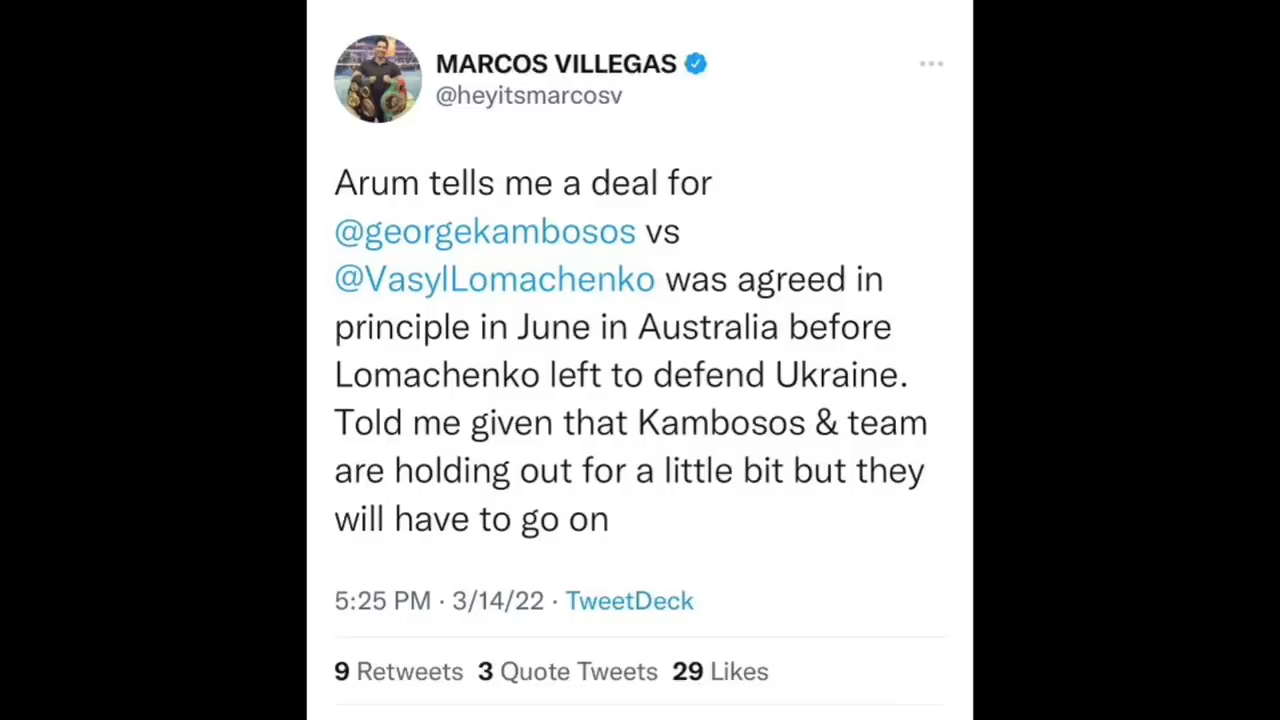 MARCOS VILLEGAS
@heyitsmarcosv
Arum tells me a deal for
@georgekambosos vs
@VasylLomachenko was agreed in
principle in June in Australia before
Lomachenko left to defend Ukraine.
Told me given that Kambosos & team
are holding out for a little bit but they
will have to go on
5:25 PM · 3/14/22 · TweetDeck
9 Retweets 3 Quote Tweets 29 Likes